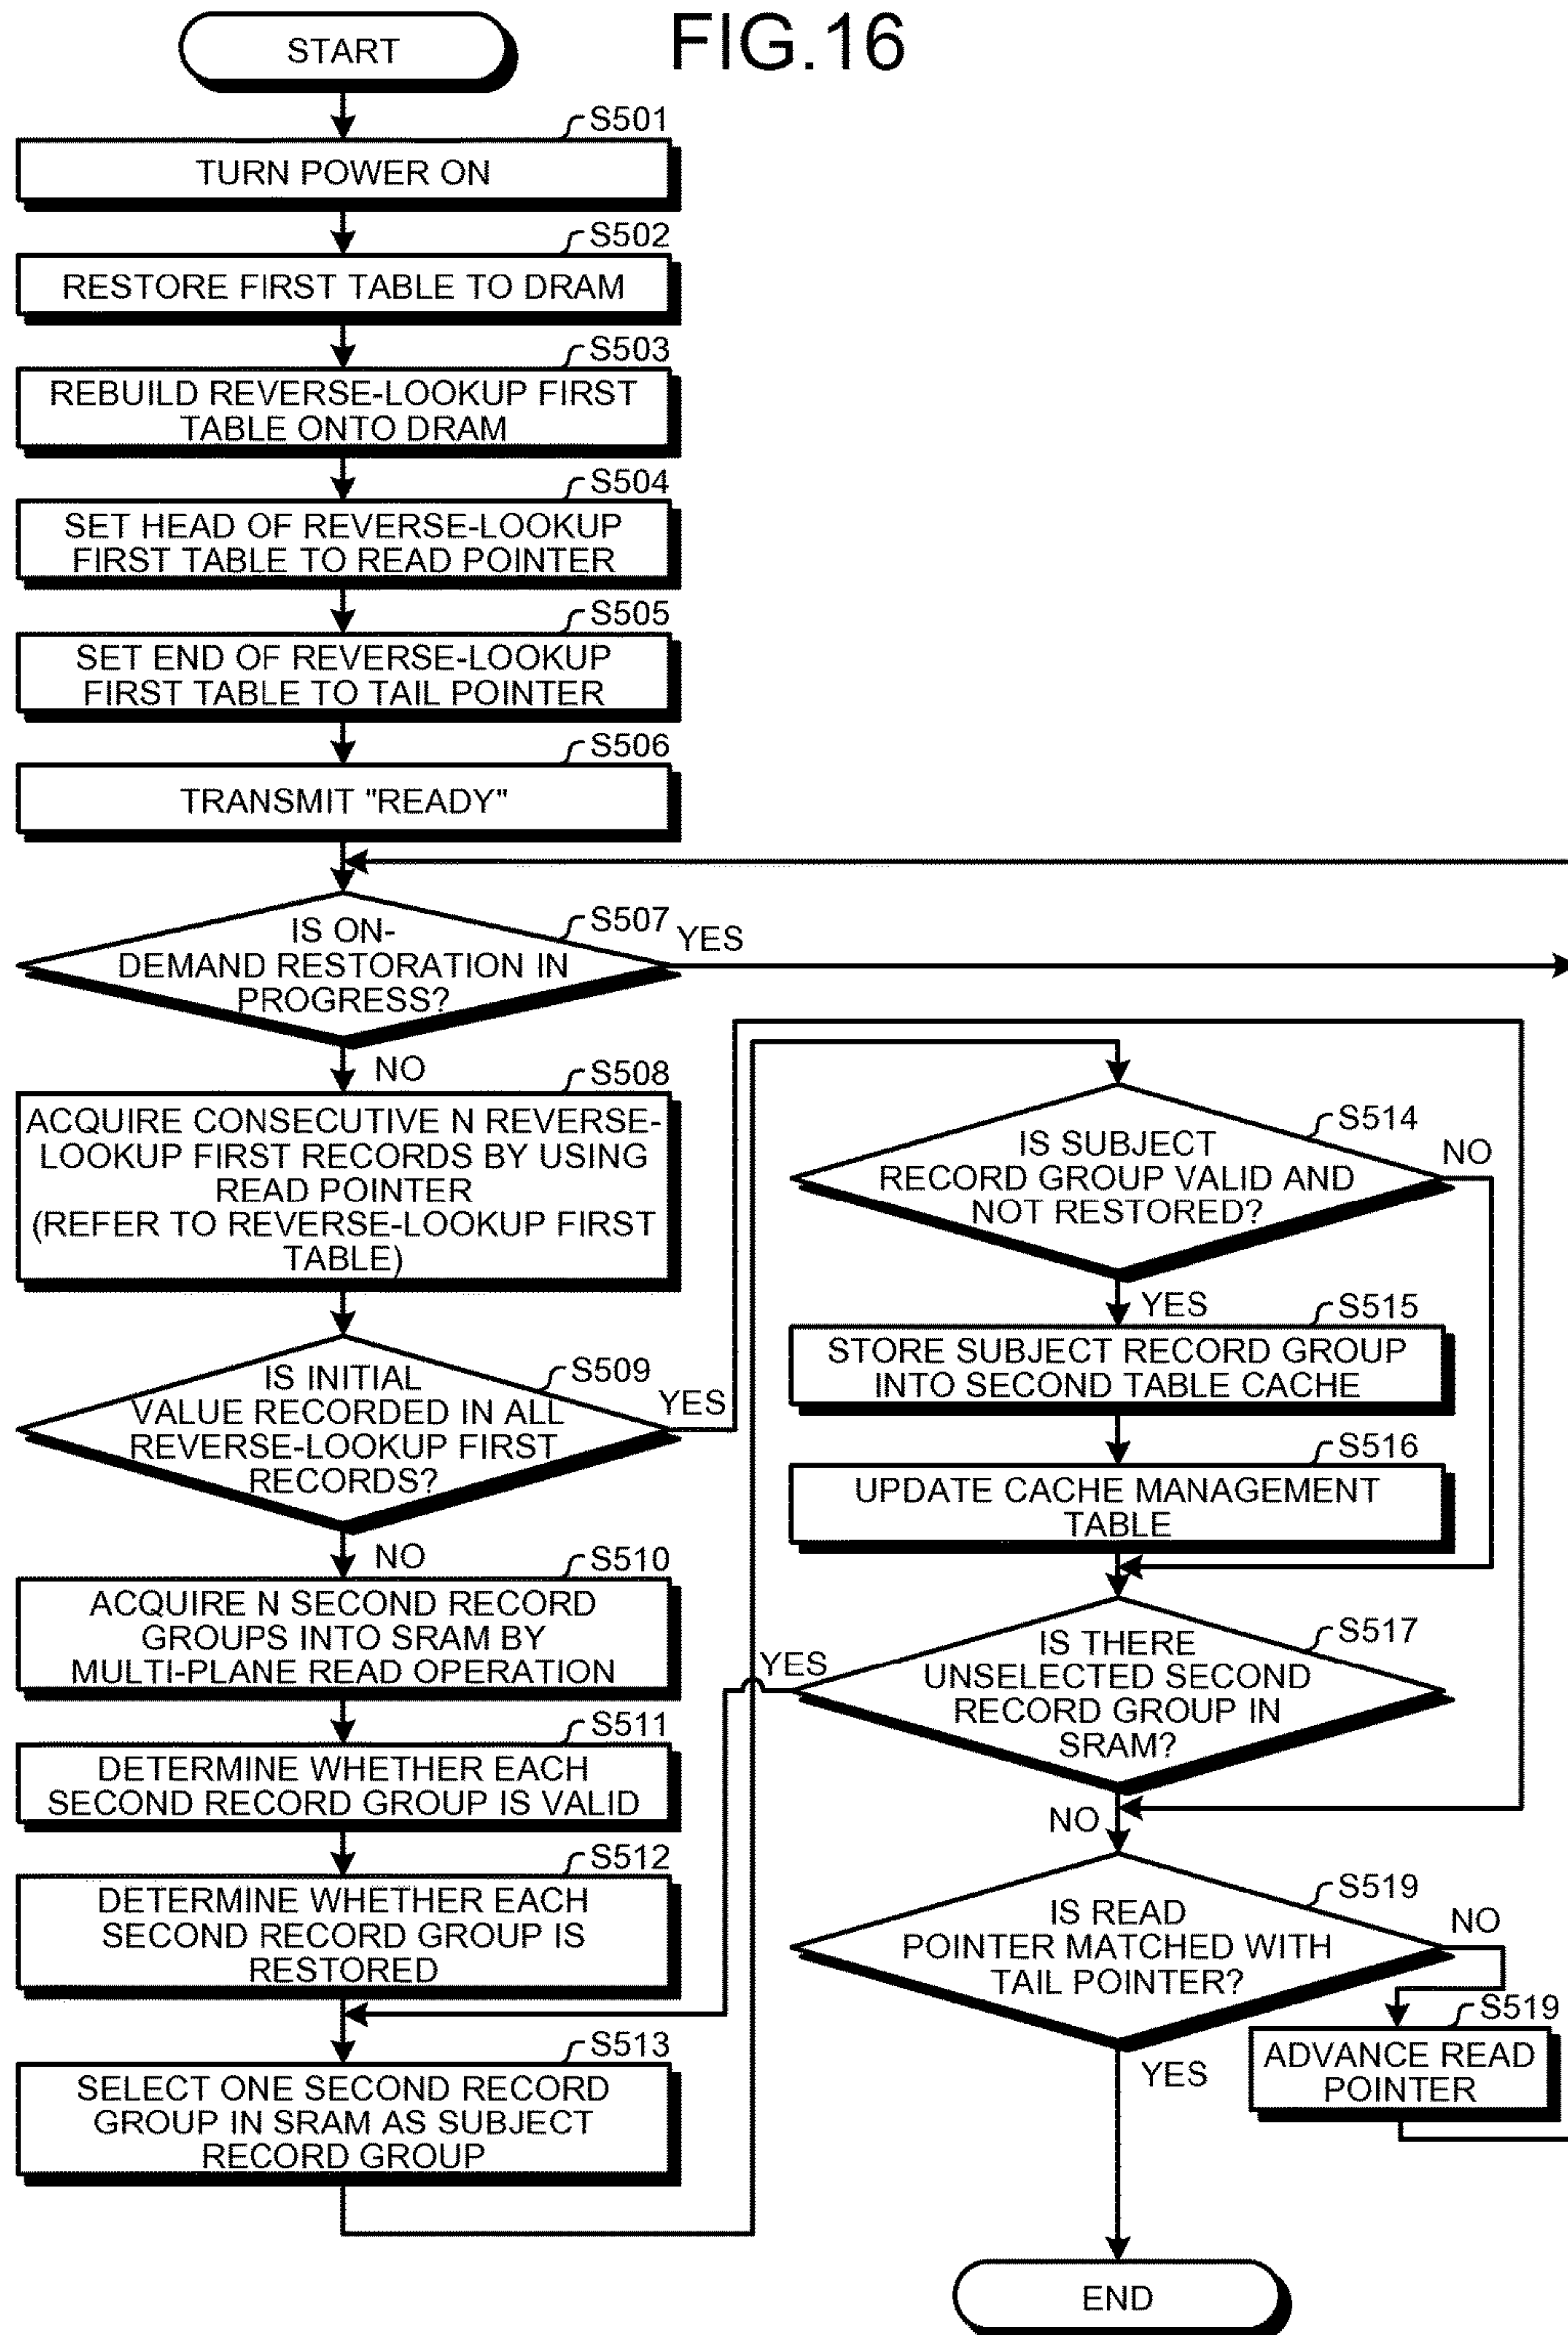 FIG.16
START
S501
TURN POWER ON
S502
RESTORE FIRST TABLE TO DRAM
S503
REBUILD REVERSE-LOOKUP FIRST
TABLE ONTO DRAM
S504
SET HEAD OF REVERSE-LOOKUP
FIRST TABLE TO READ POINTER
S505
SET END OF REVERSE-LOOKUP
FIRST TABLE TO TAIL POINTER
S506
TRANSMIT "READY"
S507
IS ON-
DEMAND RESTORATION IN
PROGRESS?
YES
NO
S508
ACQUIRE CONSECUTIVE N REVERSE-
LOOKUP FIRST RECORDS BY USING
READ POINTER
(REFER TO REVERSE-LOOKUP FIRST
TABLE)
S509
IS INITIAL
VALUE RECORDED IN ALL
REVERSE-LOOKUP FIRST
RECORDS?
YES
NO
S510
ACQUIRE N SECOND RECORD
GROUPS INTO SRAM BY
MULTI-PLANE READ OPERATION
S511
DETERMINE WHETHER EACH
SECOND RECORD GROUP IS VALID
S512
DETERMINE WHETHER EACH
SECOND RECORD GROUP IS
RESTORED
S513
SELECT ONE SECOND RECORD
GROUP IN SRAM AS SUBJECT
RECORD GROUP
S514
IS SUBJECT
RECORD GROUP VALID AND
NOT RESTORED?
NO
YES
S515
STORE SUBJECT RECORD GROUP
INTO SECOND TABLE CACHE
S516
UPDATE CACHE MANAGEMENT
TABLE
S517
IS THERE
UNSELECTED SECOND
RECORD GROUP IN
SRAM?
YES
NO
S519
IS READ
POINTER MATCHED WITH
TAIL POINTER?
NO
YES
S519
ADVANCE READ
POINTER
END